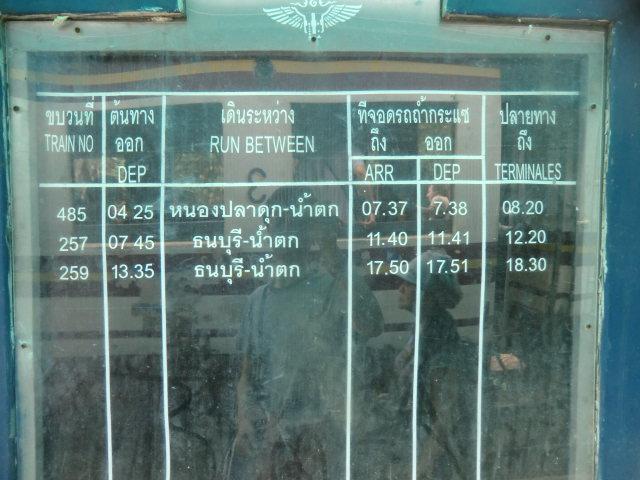 ขบวนที่ ต้นทาง เดินระหว่าง ที่จอดรถถ้ำกระแซ ปลายทาง
ออก ถึง ออก ถึง
TRAIN NO RUN BETWEEN TERMINALES
DEP ARR DEP
485 04 25 หนองปลาดุก-น้ำตก 07.37 7.38 08.20
257 07 45 ธนบุรี-น้ำตก 11.40 11.41 12.20
259 13.35 ธนบุรี-น้ำตก 17.50 17.51 18.30